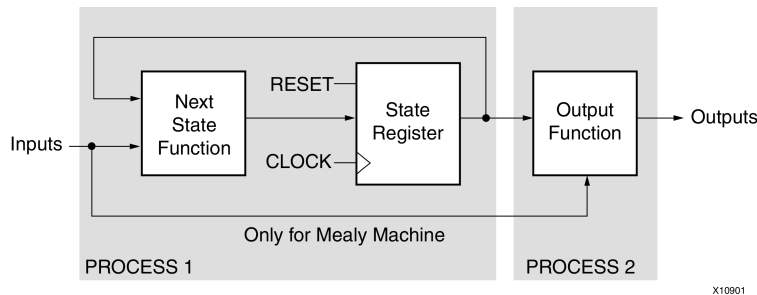 RESET
Next
State
Function
State
Register
Output
Function
Inputs
Outputs
CLOCK
Only for Mealy Machine
PROCESS 1
PROCESS 2
X10901